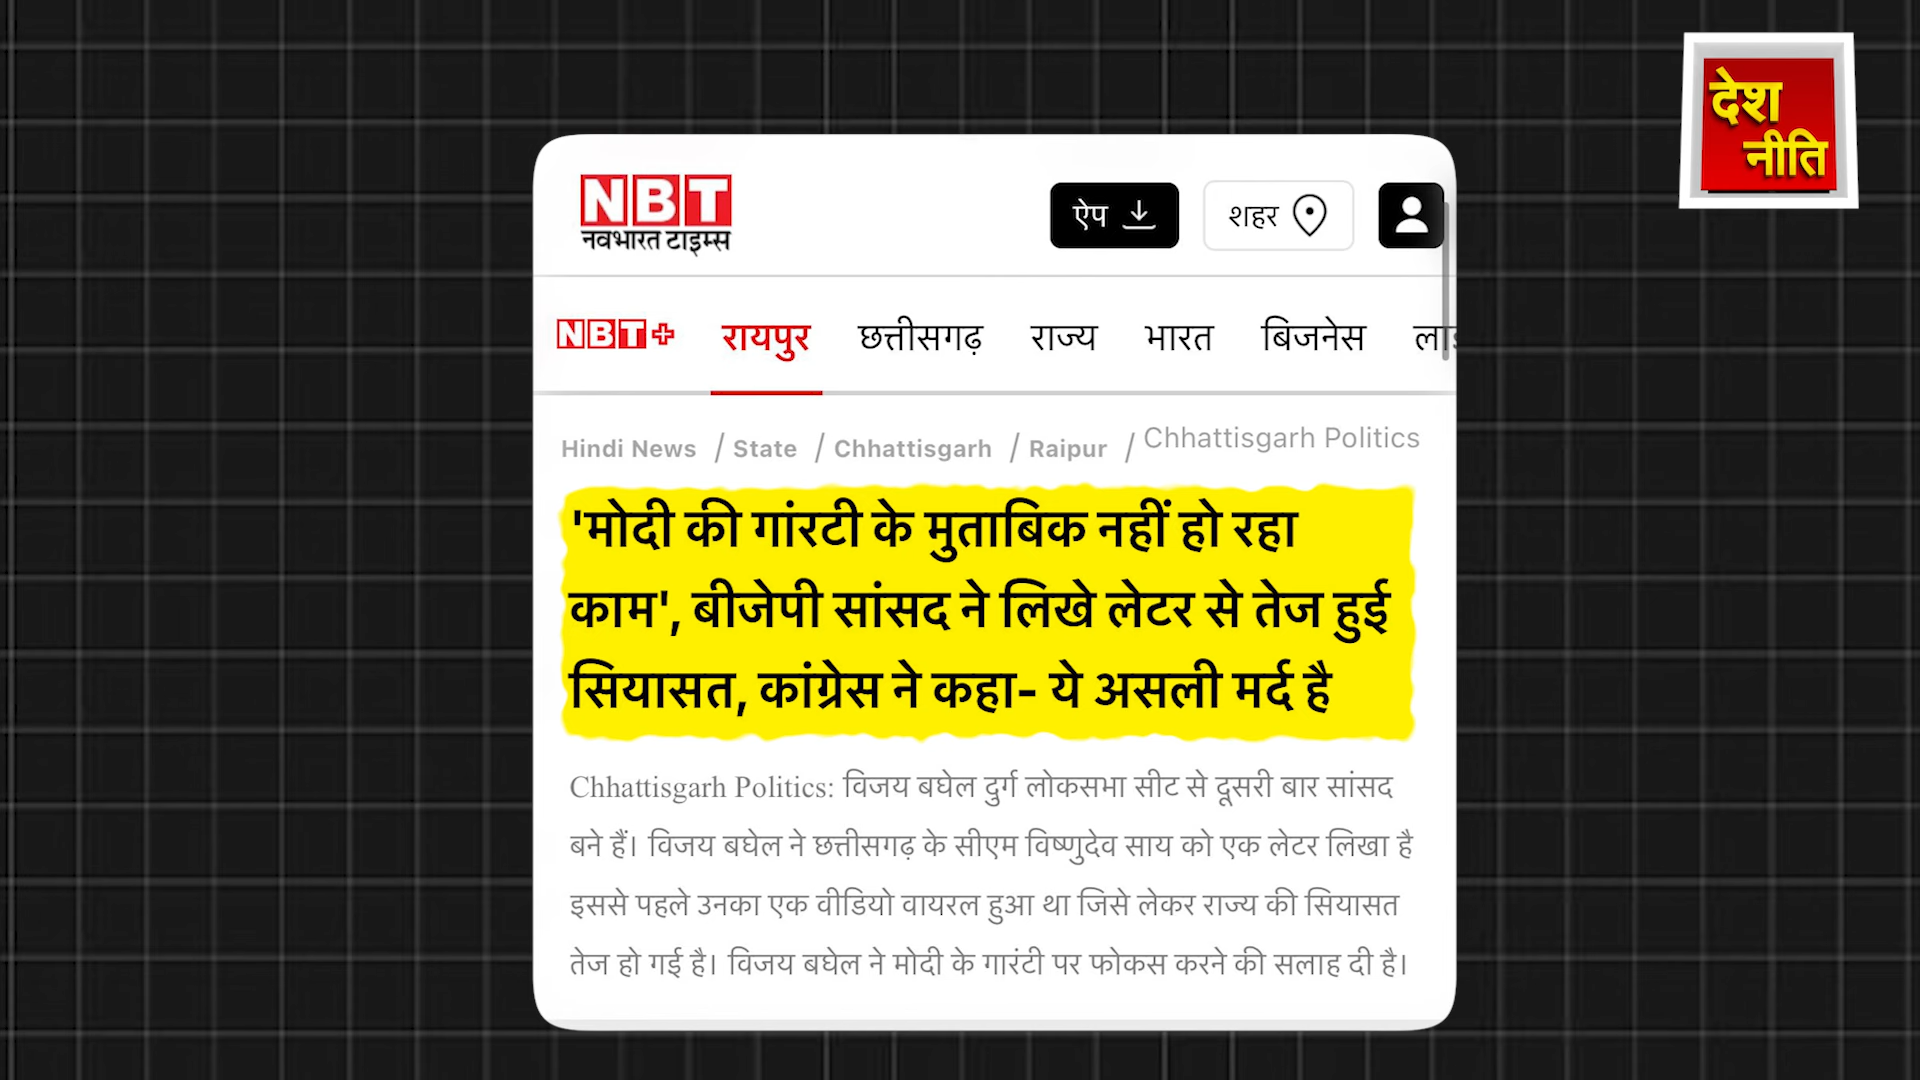 देश
नीति
NBT
नवभारत टाइम्स
ऐप
शहर
NBT+ रायपुर छत्तीसगढ़ राज्य भारत बिजनेस
Hindi News / State / Chhattisgarh / Raipur / Chhattisgarh Politics
'मोदी की गांरटी के मुताबिक नहीं हो रहा
काम', बीजेपी सांसद ने लिखे लेटर से तेज हुई
सियासत, कांग्रेस ने कहा- ये असली मर्द है
Chhattisgarh Politics: विजय बघेल दुर्ग लोकसभा सीट से दूसरी बार सांसद
बने हैं। विजय बघेल ने छत्तीसगढ़ के सीएम विष्णुदेव साय को एक लेटर लिखा है
इससे पहले उनका एक वीडियो वायरल हुआ था जिसे लेकर राज्य की सियासत
तेज हो गई है। विजय बघेल ने मोदी के गारंटी पर फोकस करने की सलाह दी है।